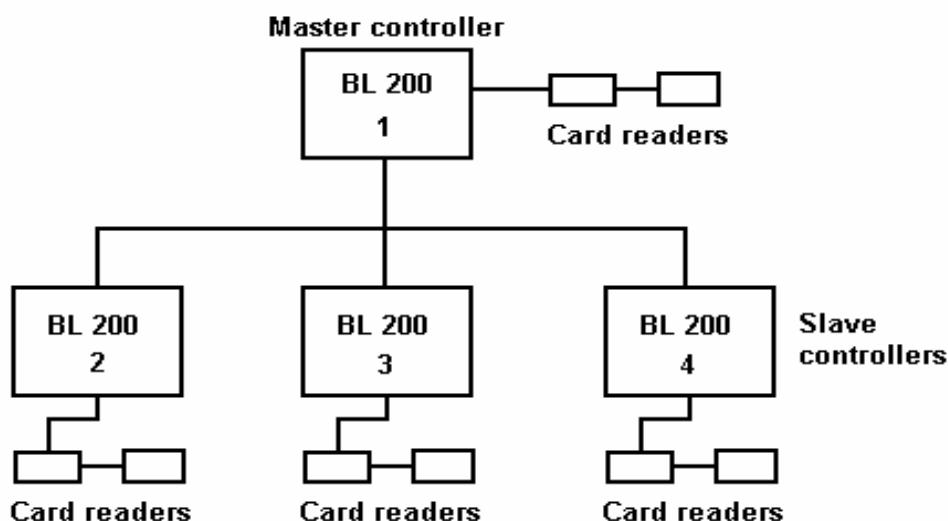 Master controller
BL 200
1
Card readers
BL 200
2
BL 200
3
BL 200
4
Slave
controllers
Card readers
Card readers
Card readers